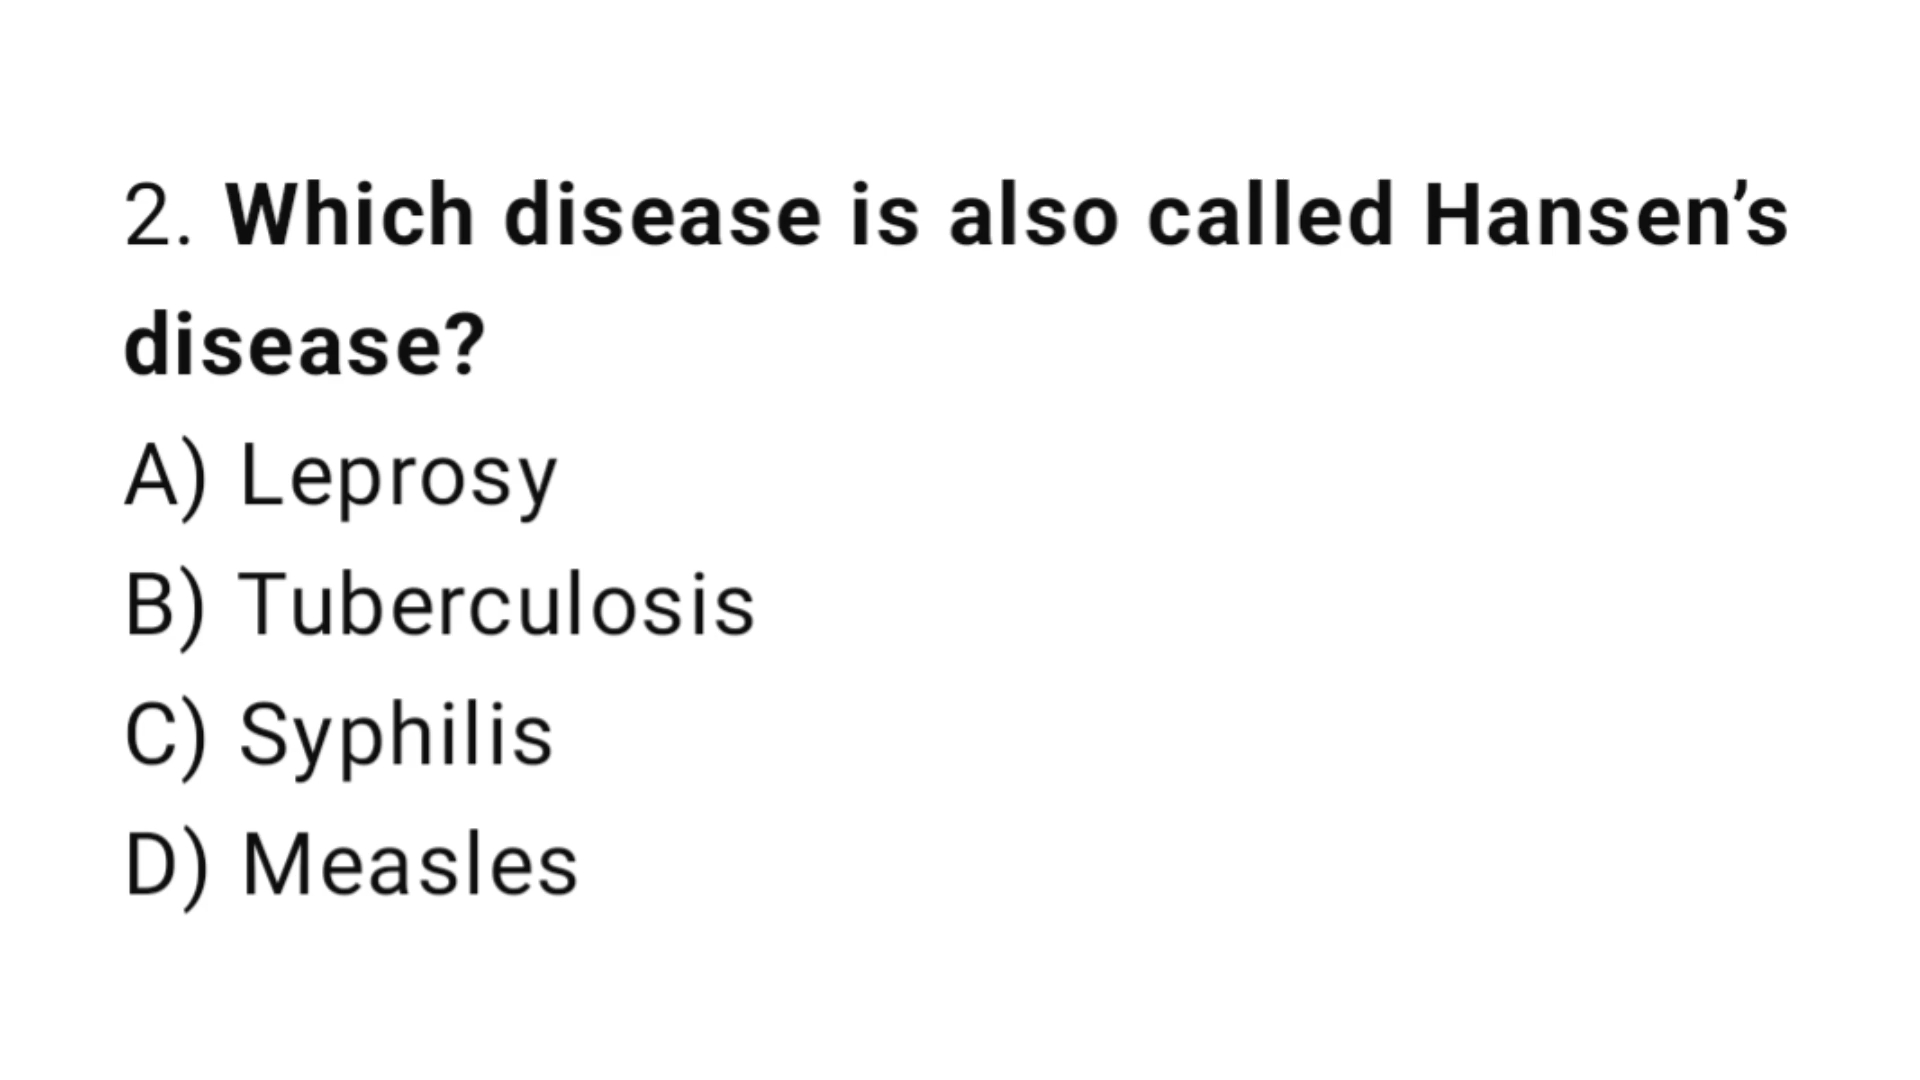 2. Which disease is also called Hansen’s
disease?
A) Leprosy
B) Tuberculosis
C) Syphilis
D) Measles